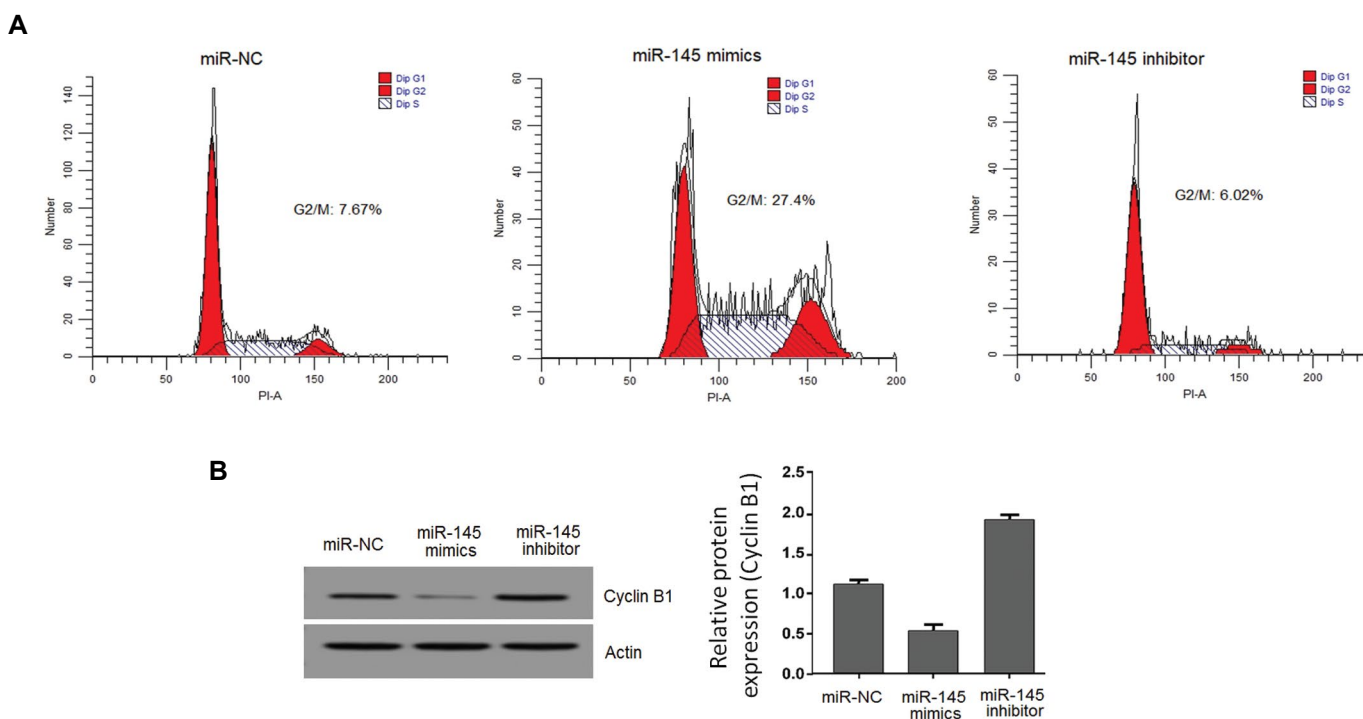 A
miR-NC
Dip G1
Dip G2
Dip S
G2/M: 7.67%
Number
0
20
40
60
80
100
120
140
0
50
100
150
200
PI-A
miR-145 mimics
Dip G1
Dip G2
Dip S
G2/M: 27.4%
Number
0
10
20
30
40
50
60
0
50
100
150
200
PI-A
miR-145 inhibitor
Dip G1
Dip G2
Dip S
G2/M: 6.02%
Number
0
10
20
30
40
50
60
0
50
100
150
200
PI-A
B
miR-NC
miR-145
mimics
miR-145
inhibitor
Cyclin B1
Actin
Relative protein
expression (Cyclin B1)
2.5
2.0
1.5
1.0
0.5
0.0
miR-NC
miR-145
mimics
miR-145
inhibitor